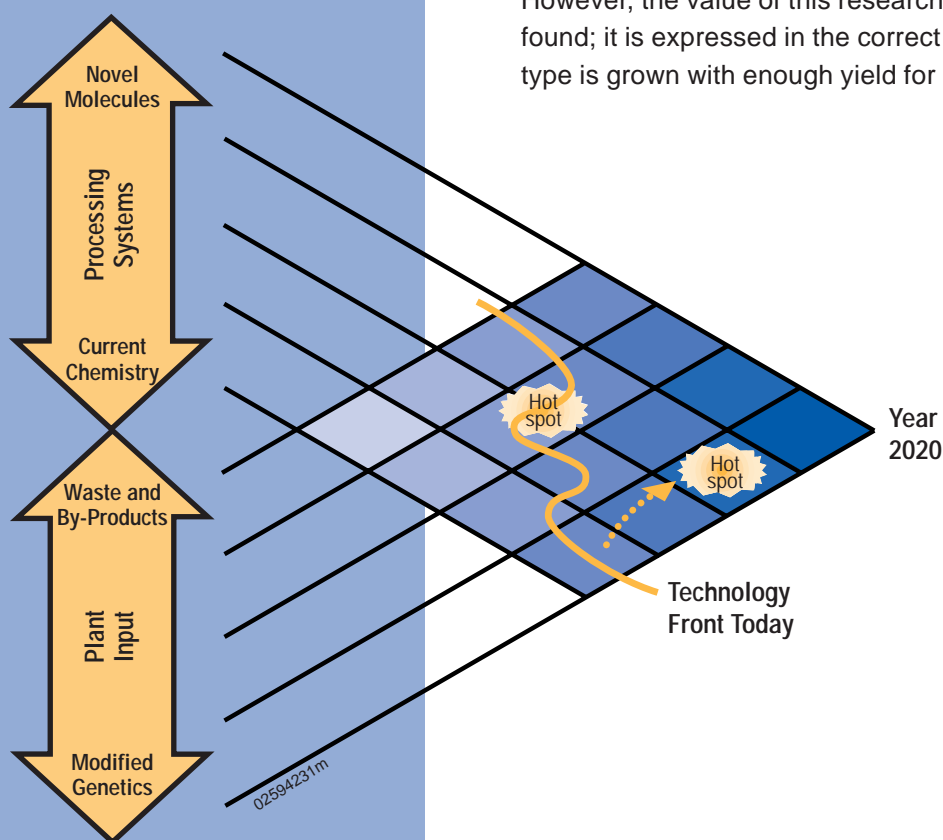 However, the value of this research
found; it is expressed in the correct
type is grown with enough yield for
Novel
Molecules
Processing
Systems
Current
Chemistry
Waste and
By-Products
Plant
Input
Modified
Genetics
Hot
spot
Hot
spot
Year
2020
Technology
Front Today
02594231m